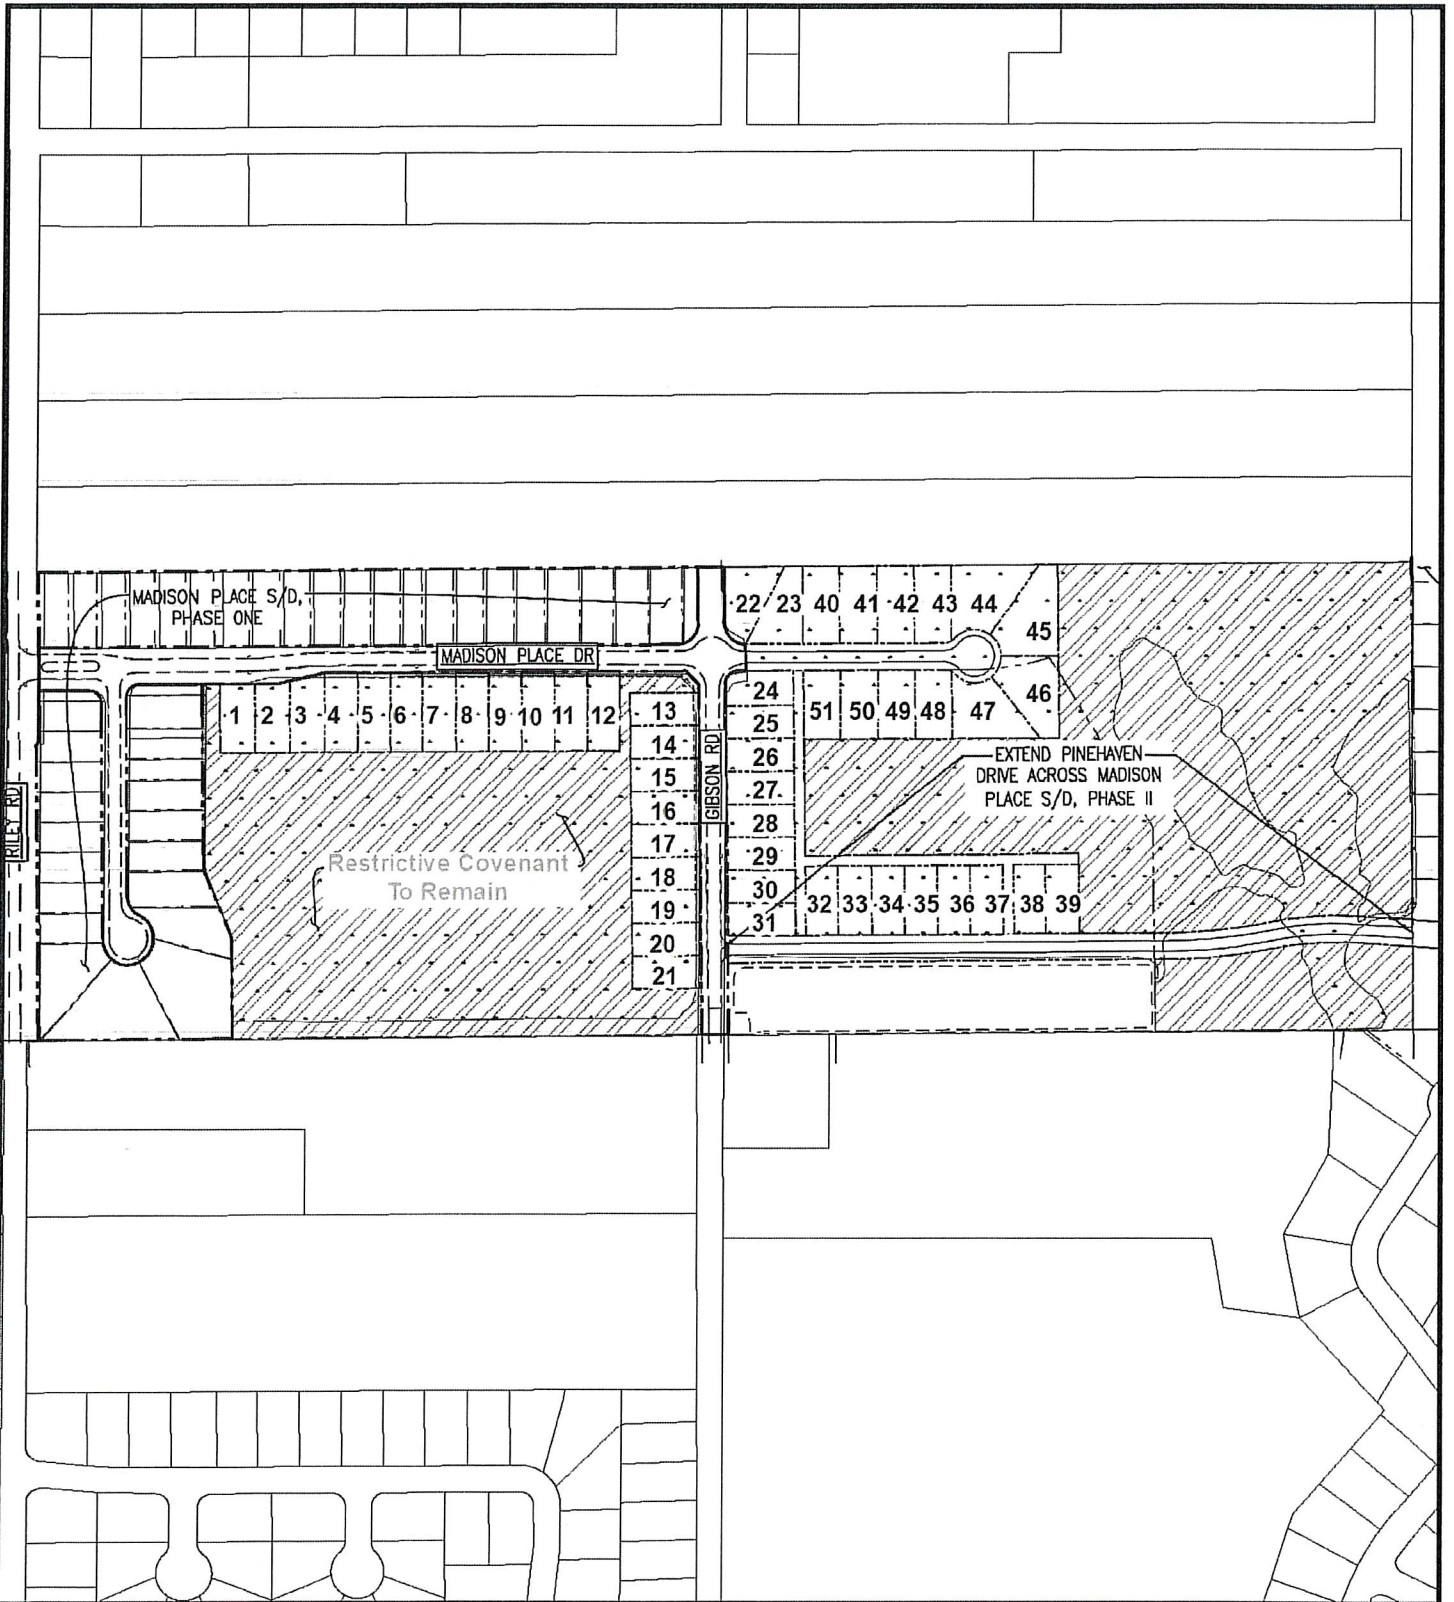 MADISON PLACE S/D,
PHASE ONE
22 23 40 41 42 43 44
45
MADISON PLACE DR
46
1 2 3 4 5 6 7 8 9 10 11 12
13
14
15
16
17
18
19
20
21
GIBSON RD
24
25
26
27
28
29
30
31
51 50 49 48 47
EXTEND PINEHAVEN
DRIVE ACROSS MADISON
PLACE S/D, PHASE II
RILEY RD
Restrictive Covenant
To Remain
32 33 34 35 36 37 38 39